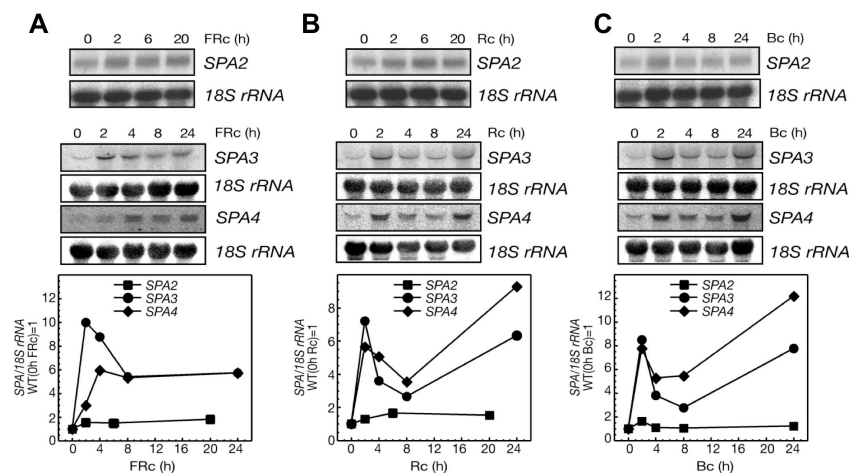 A
0 2 6 20 FRc (h)
SPA2
18S rRNA
0 2 4 8 24 FRc (h)
SPA3
18S rRNA
SPA4
18S rRNA
SPA/18S rRNA
WT(0h FRc)=1
12
10
8
6
4
2
0
SPA2
SPA3
SPA4
0 4 8 12 16 20 24
FRc (h)
B
0 2 6 20 Rc (h)
SPA2
18S rRNA
0 2 4 8 24 Rc (h)
SPA3
18S rRNA
SPA4
18S rRNA
SPA/18S rRNA
WT(0h Rc)=1
8
6
4
2
0
SPA2
SPA3
SPA4
0 4 8 12 16 20 24
Rc (h)
C
0 2 4 8 24 Bc (h)
SPA2
18S rRNA
0 2 4 8 24 Bc (h)
SPA3
18S rRNA
SPA4
18S rRNA
SPA/18S rRNA
WT(0h Bc)=1
12
10
8
6
4
2
0
SPA2
SPA3
SPA4
0 4 8 12 16 20 24
Bc (h)